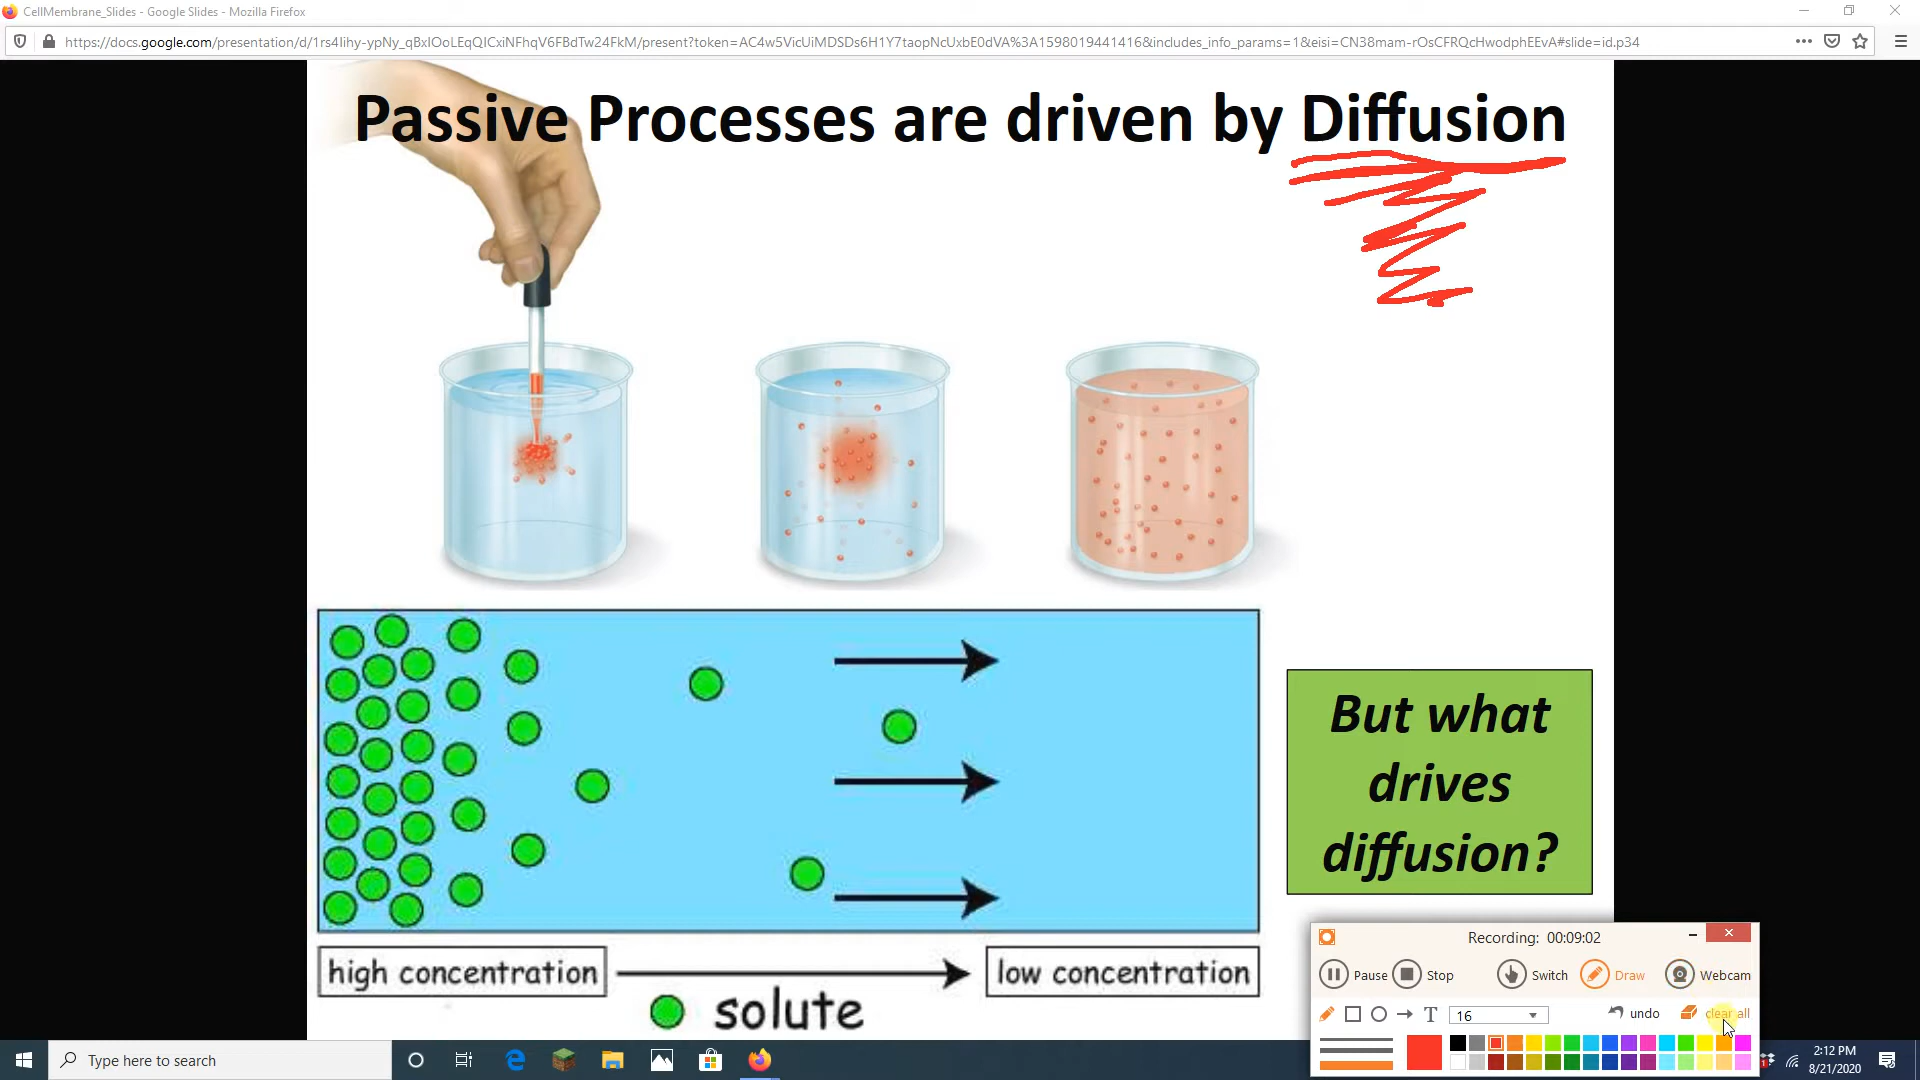 CellMembrane_Slides - Google Slides - Mozilla Firefox
https://docs.google.com/presentation/d/1rs4Iihy-ypNy_qBxIOoLEqQICxiNFhqV6FBdTw24FkM/present?token=AC4w5VicUiMDSDs6H1Y7taopNcUxbE0dVA%3A1598019441416&includes_info_params=1&eisi=CN38mam-rOsCFRQcHwodphEEvA#slide=id.p34
Passive Processes are driven by Diffusion
But what
drives
diffusion?
high concentration
low concentration
solute
Recording: 00:09:02
Pause
Stop
Switch
Draw
Webcam
T
16
undo
clear all
Type here to search
2:12 PM
8/21/2020